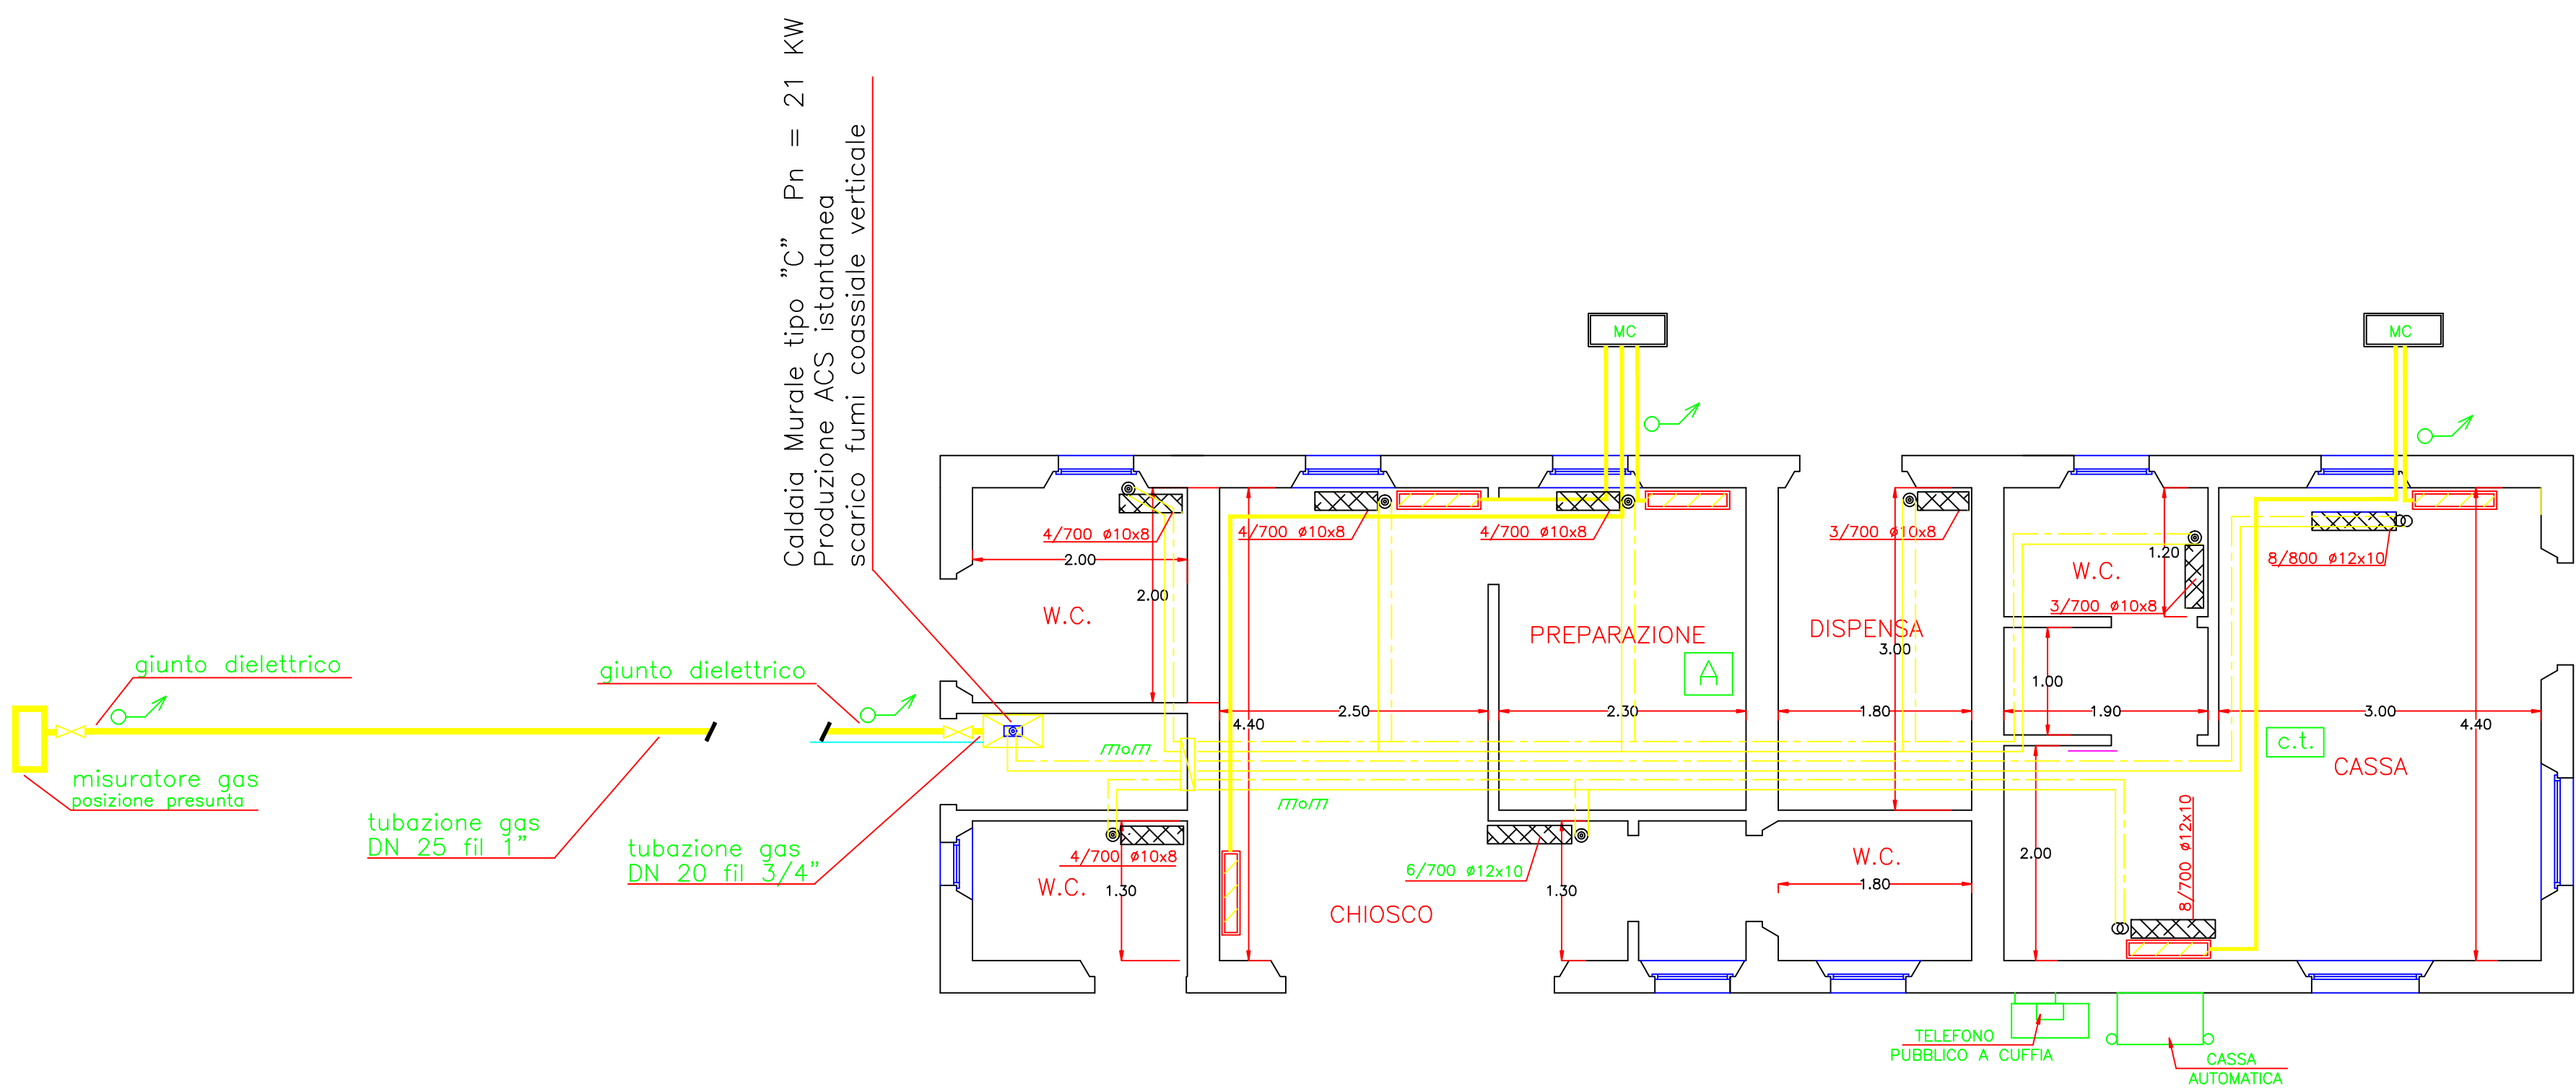 Caldaia Murale tipo "C" Pn = 21 KW
Produzione ACS istantanea
scarico fumi coassiale verticale
MC
MC
4/700 ø10x8
4/700 ø10x8
4/700 ø10x8
3/700 ø10x8
8/800 ø12x10
2.00
2.00
W.C.
PREPARAZIONE
A
DISPENSA
3.00
W.C.
1.20
3/700 ø10x8
1.00
giunto dielettrico
giunto dielettrico
4.40
2.50
2.30
1.80
1.90
3.00
4.40
c.t.
CASSA
misuratore gas
posizione presunta
tubazione gas
DN 25 fil 1"
tubazione gas
DN 20 fil 3/4"
4/700 ø10x8
W.C.
1.30
6/700 ø12x10
1.30
CHIOSCO
W.C.
1.80
2.00
8/700 ø12x10
TELEFONO
PUBBLICO A CUFFIA
CASSA
AUTOMATICA